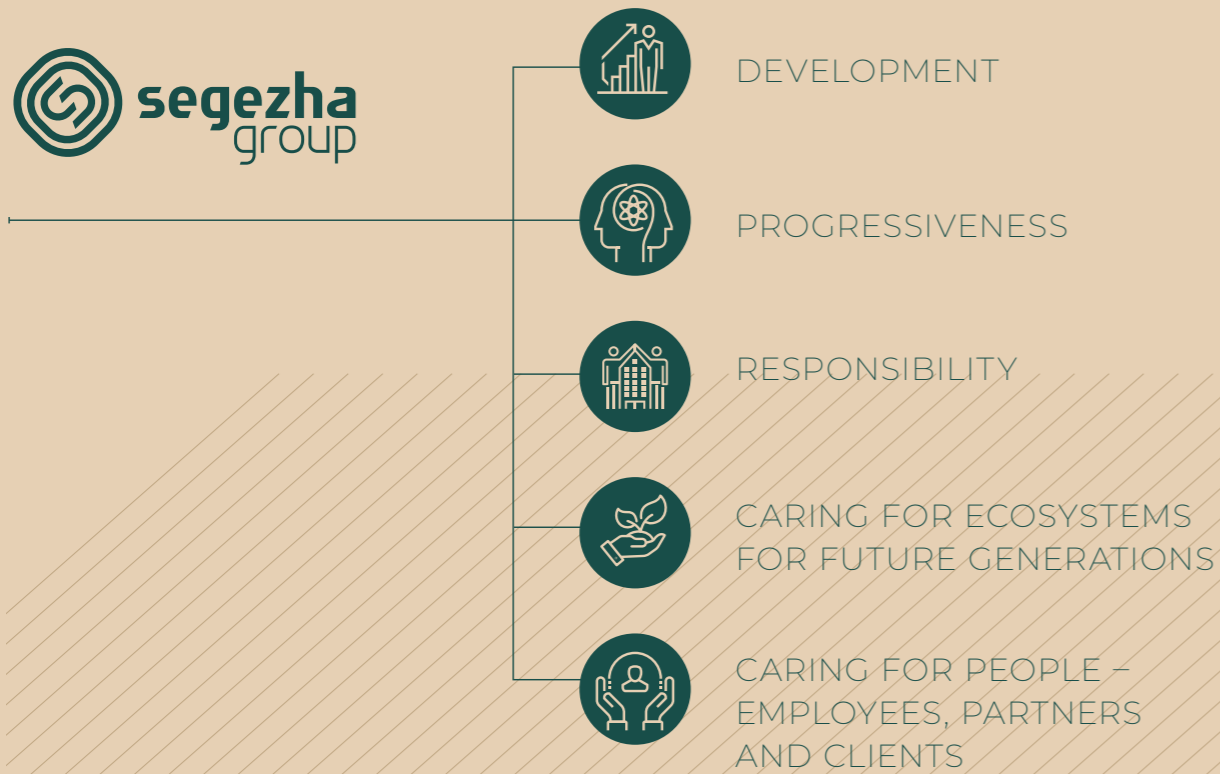 segezha
group
DEVELOPMENT
PROGRESSIVENESS
RESPONSIBILITY
CARING FOR ECOSYSTEMS
FOR FUTURE GENERATIONS
CARING FOR PEOPLE –
EMPLOYEES, PARTNERS
AND CLIENTS